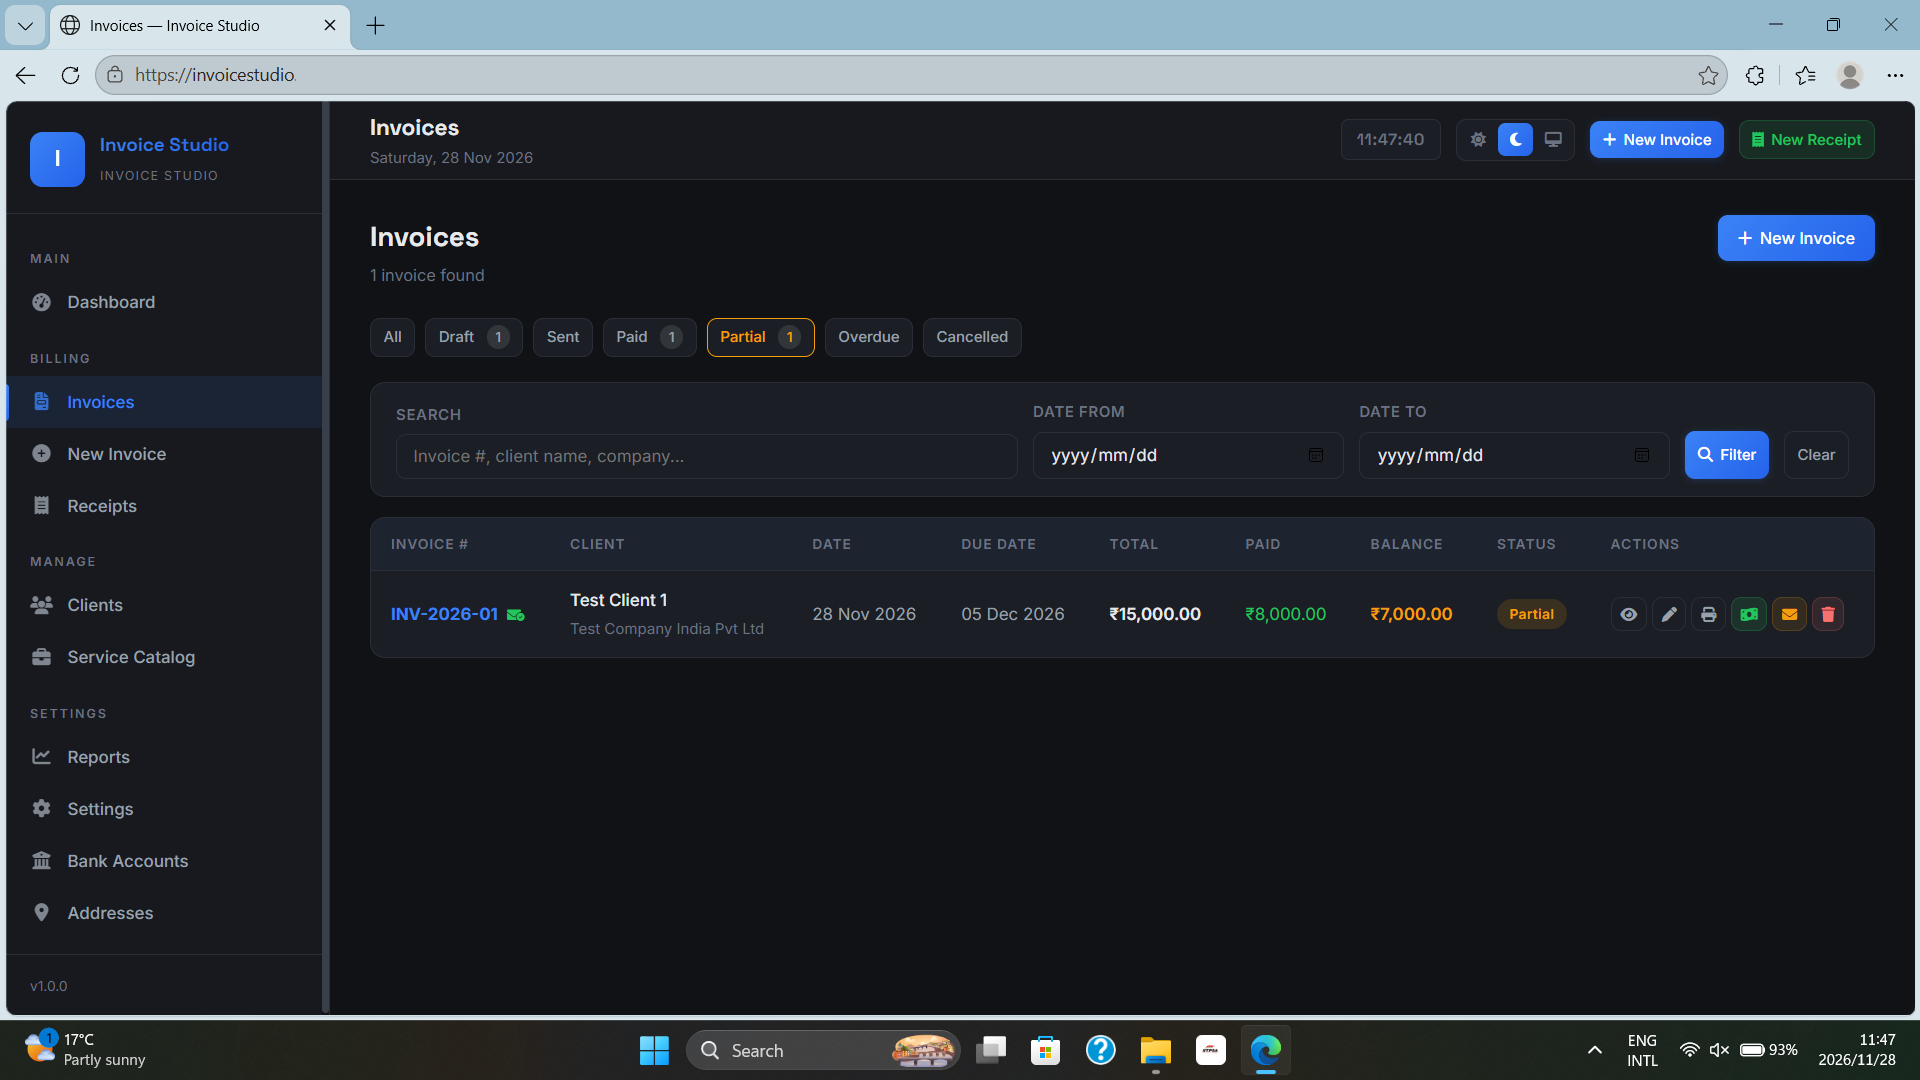 Invoices — Invoice Studio
https://invoicestudio.
I
Invoice Studio
INVOICE STUDIO
MAIN
Dashboard
BILLING
Invoices
New Invoice
Receipts
MANAGE
Clients
Service Catalog
SETTINGS
Reports
Settings
Bank Accounts
Addresses
v1.0.0
Invoices
Saturday, 28 Nov 2026
11:47:40
New Invoice
New Receipt
Invoices
1 invoice found
New Invoice
All
Draft 1
Sent
Paid 1
Partial 1
Overdue
Cancelled
SEARCH
Invoice #, client name, company...
DATE FROM
yyyy/mm/dd
DATE TO
yyyy/mm/dd
Filter
Clear
INVOICE # CLIENT DATE DUE DATE TOTAL PAID BALANCE STATUS ACTIONS
INV-2026-01 Test Client 1 28 Nov 2026 05 Dec 2026 ₹15,000.00 ₹8,000.00 ₹7,000.00 Partial
Test Company India Pvt Ltd
1
17°C
Partly sunny
Search
ENG
INTL
93%
11:47
2026/11/28